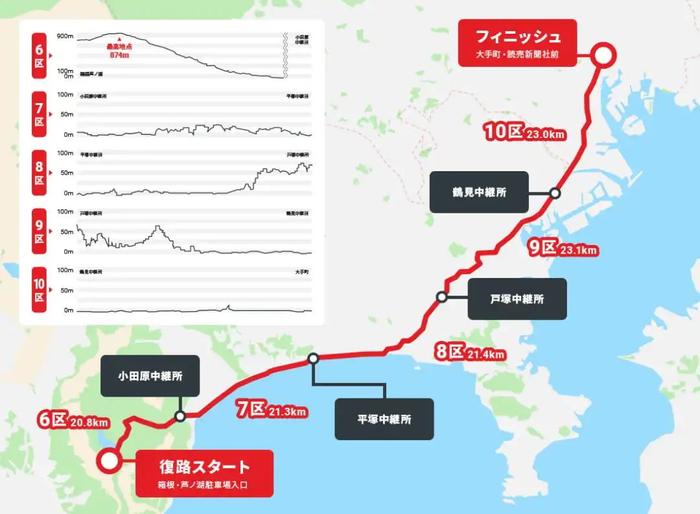 6
区
900m
100m
0m
最高地点
874m
箱根芦ノ湖
小田原
中継所
7
区
100m
50m
0m
小田原中継所
平塚中継所
8
区
100m
50m
0m
平塚中継所
戸塚中継所
9
区
100m
50m
0m
戸塚中継所
鶴見中継所
10
区
100m
50m
0m
鶴見中継所
大手町
フィニッシュ
大手町・読売新聞社前
10区 23.0km
鶴見中継所
9区 23.1km
戸塚中継所
8区 21.4km
小田原中継所
7区 21.3km
平塚中継所
6区 20.8km
復路スタート
箱根・芦ノ湖駐車場入口